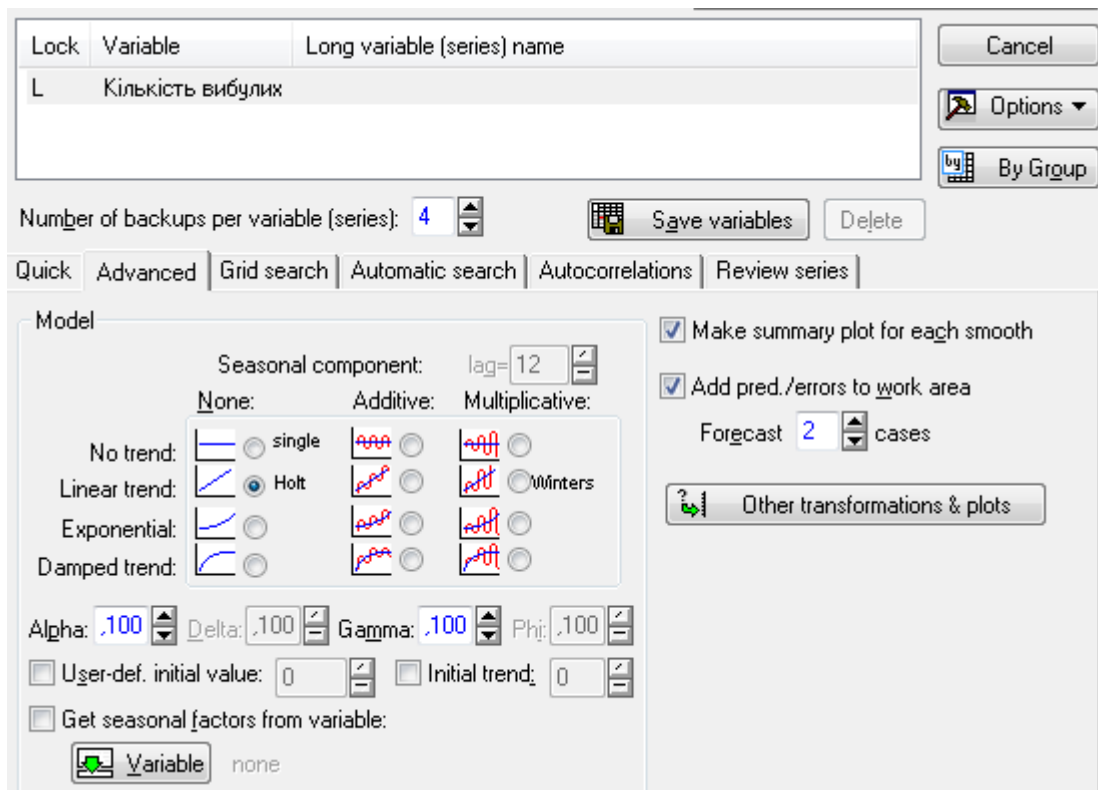 Lock Variable Long variable (series) name
L Кількість вибулих
Cancel
Options
by By Group
Number of backups per variable (series): 4
Save variables Delete
Quick Advanced Grid search Automatic search Autocorrelations Review series
Model
Seasonal component: lag= 12
None: Additive: Multiplicative:
No trend: single
Linear trend: Holt Winters
Exponential:
Damped trend:
Alpha: ,100 Delta: ,100 Gamma: ,100 Phi: ,100
User-def. initial value: 0 Initial trend: 0
Get seasonal factors from variable:
Variable none
Make summary plot for each smooth
Add pred./errors to work area
Forecast 2 cases
? Other transformations & plots